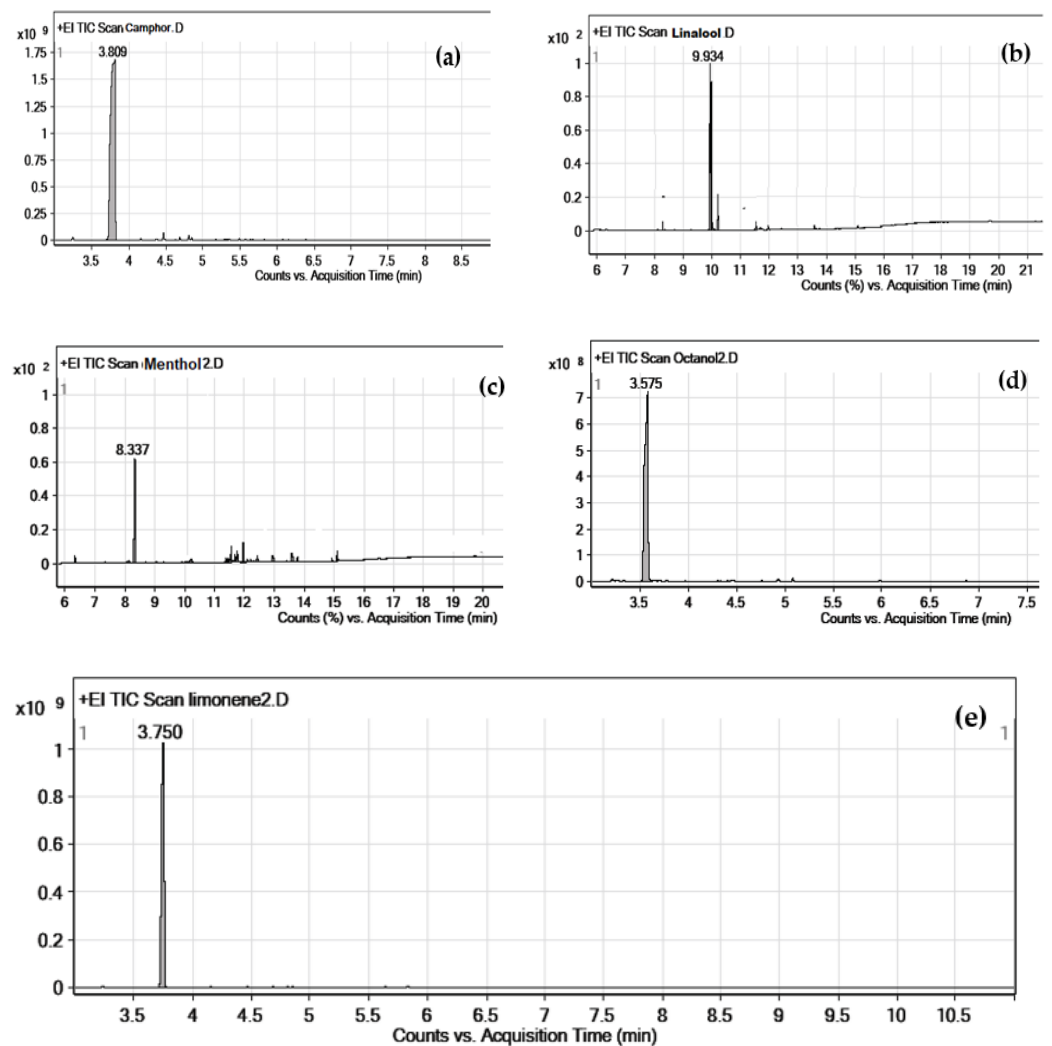 +EI TIC Scan Camphor.D
x10 9
(a)
1
3.809
1.75
1.5
1.25
1
0.75
0.5
0.25
0
3.5 4 4.5 5 5.5 6 6.5 7 7.5 8 8.5
Counts vs. Acquisition Time (min)
+EI TIC Scan Linalool D
x10 2
(b)
1
9.934
1
0.8
0.6
0.4
0.2
0
6 7 8 9 10 11 12 13 14 15 16 17 18 19 20 21
Counts (%) vs. Acquisition Time (min)
+EI TIC Scan Menthol2.D
x10 2
(c)
1
1
0.8
8.337
0.6
0.4
0.2
0
6 7 8 9 10 11 12 13 14 15 16 17 18 19 20
Counts (%) vs. Acquisition Time (min)
+EI TIC Scan Octanol2.D
x10 8
(d)
1
3.575
7
6
5
4
3
2
1
0
3.5 4 4.5 5 5.5 6 6.5 7 7.5
Counts vs. Acquisition Time (min)
+EI TIC Scan limonene2.D
x10 9
(e)
1
3.750
1
1
0.8
0.6
0.4
0.2
0
3.5 4 4.5 5 5.5 6 6.5 7 7.5 8 8.5 9 9.5 10 10.5
Counts vs. Acquisition Time (min)